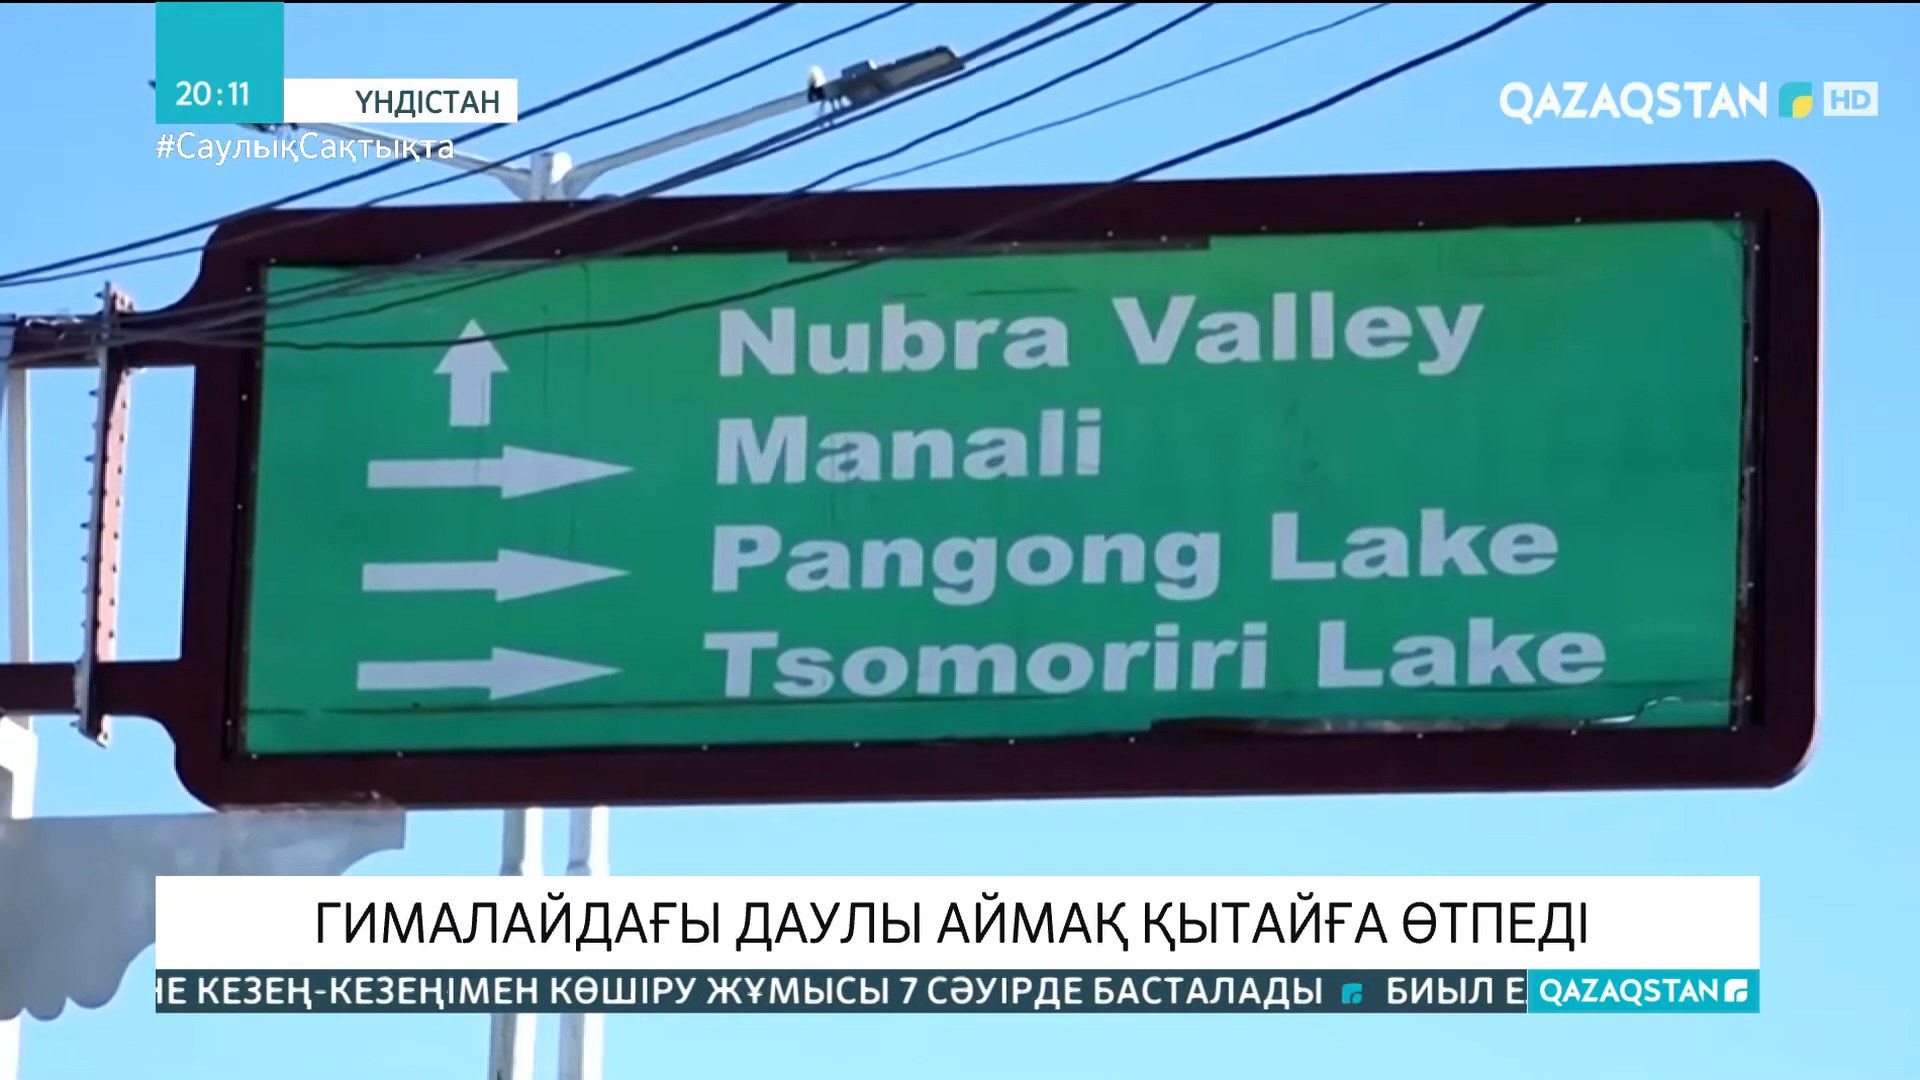 20:11
ҮНДІСТАН
#СаулықСақтықта
QAZAQSTAN HD
Nubra Valley
Manali
Pangong Lake
Tsomoriri Lake
ГИМАЛАЙДАҒЫ ДАУЛЫ АЙМАҚ ҚЫТАЙҒА ӨТПЕДІ
КЕЗЕҢ-КЕЗЕҢІМЕН КӨШІРУ ЖҰМЫСЫ 7 СӘУІРДЕ БАСТАЛАДЫ БИЫЛ
QAZAQSTAN